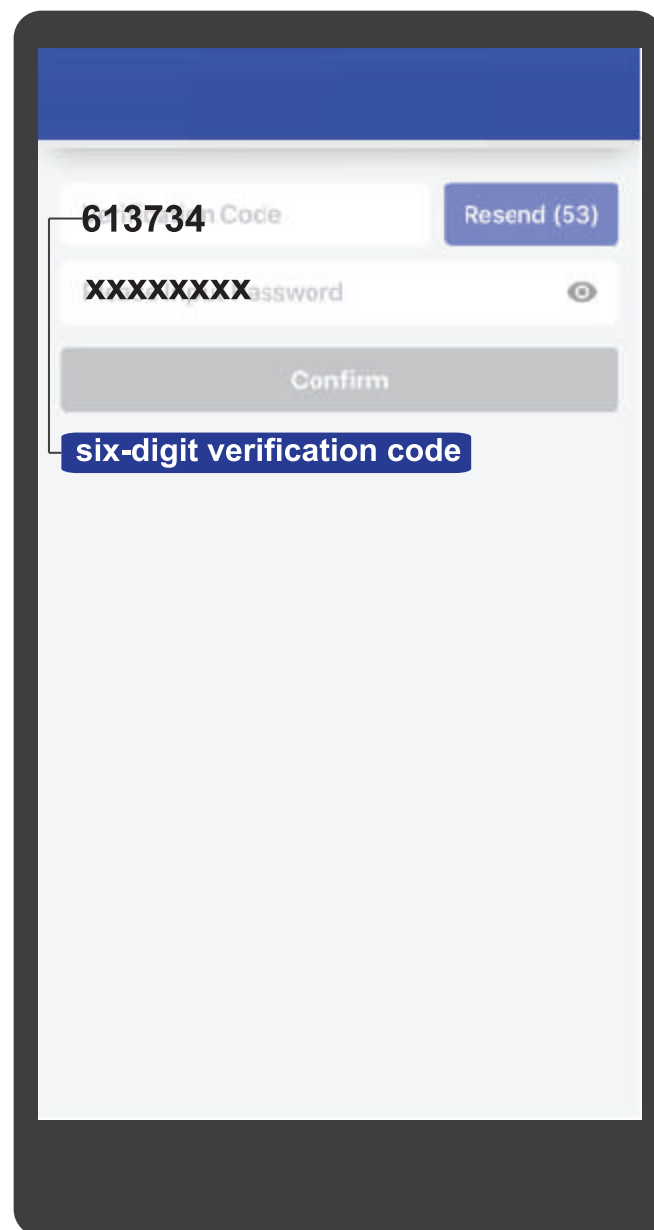 613734 Code
Resend (53)
xxxxxxxx assword
Confirm
six-digit verification code